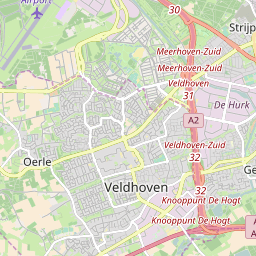 Airport
30
Strijp
Meerhoven-Zuid
Meerhoven-Zuid
Veldhoven
31
De Hurk
A2
Veldhoven-Zuid
32
Oerle
Ge
Veldhoven
32
Knooppunt De Hogt
Knooppunt De Hogt
A
A